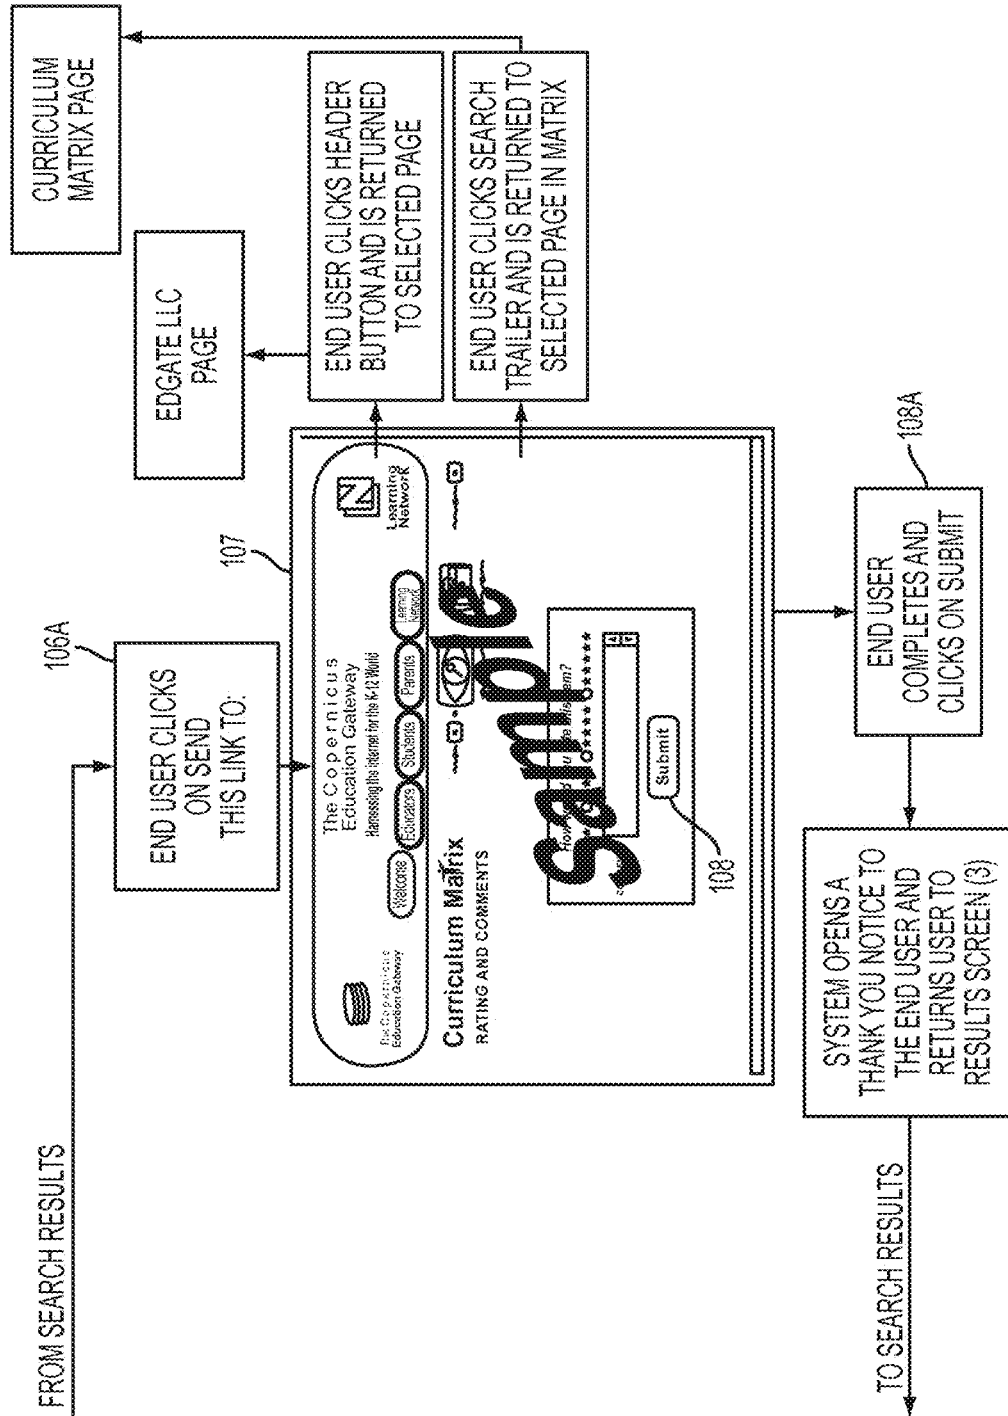 FROM SEARCH RESULTS
106A
END USER CLICKS
ON SEND
THIS LINK TO:
EDGATE LLC
PAGE
CURRICULUM
MATRIX PAGE
107
The Copernicus
Education Gateway
The Copernicus
Education Gateway
Harnessing the Internet for the K-12 World
Welcome
Educators
Students
Parents
Learning
Network
Learning
Network
END USER CLICKS HEADER
BUTTON AND IS RETURNED
TO SELECTED PAGE
Curriculum Matrix
RATING AND COMMENTS
Sample
END USER CLICKS SEARCH
TRAILER AND IS RETURNED TO
SELECTED PAGE IN MATRIX
How
Submit
108
108A
SYSTEM OPENS A
THANK YOU NOTICE TO
THE END USER AND
RETURNS USER TO
RESULTS SCREEN (3)
END USER
COMPLETES AND
CLICKS ON SUBMIT
TO SEARCH RESULTS